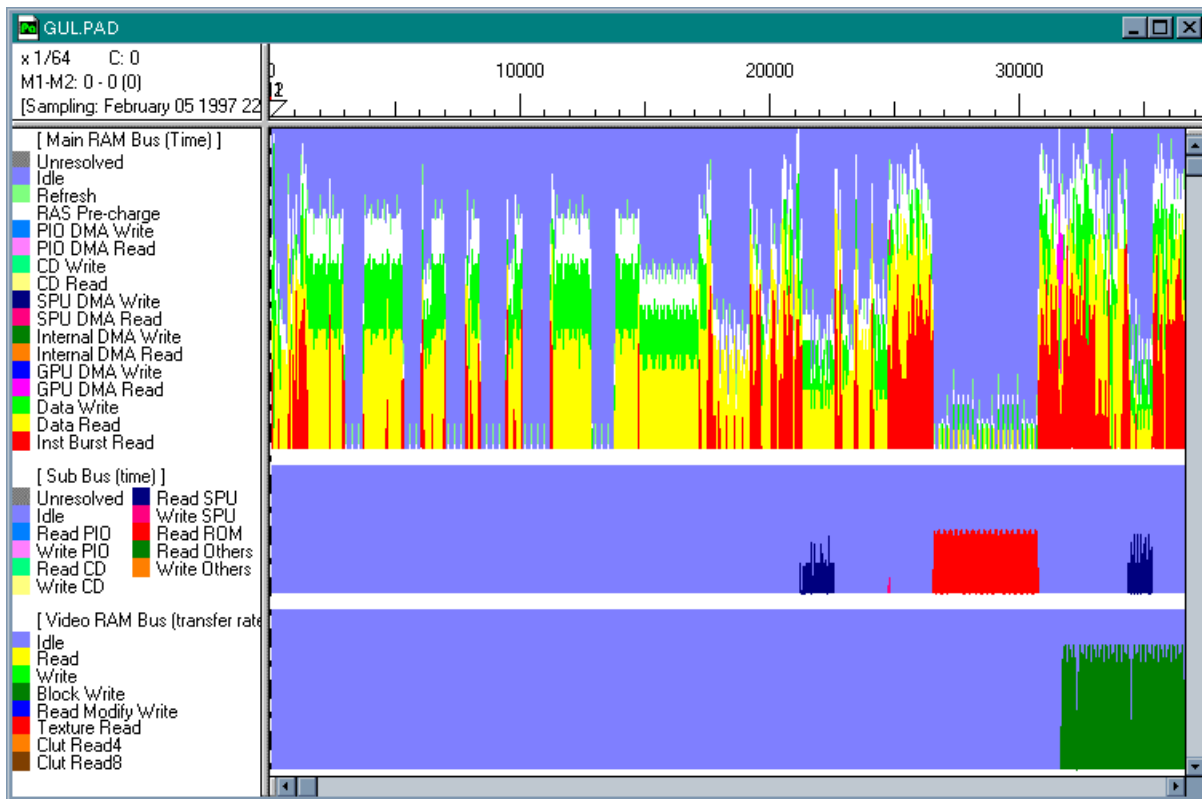 GUL.PAD
x 1/64 C: 0
M1-M2: 0 - 0 (0)
[Sampling: February 05 1997 22
0 10000 20000 30000
[ Main RAM Bus (Time) ]
Unresolved
Idle
Refresh
RAS Pre-charge
PIO DMA Write
PIO DMA Read
CD Write
CD Read
SPU DMA Write
SPU DMA Read
Internal DMA Write
Internal DMA Read
GPU DMA Write
GPU DMA Read
Data Write
Data Read
Inst Burst Read
[ Sub Bus (time) ]
Unresolved Read SPU
Idle Write SPU
Read PIO Read ROM
Write PIO Read Others
Read CD Write Others
Write CD
[ Video RAM Bus (transfer rate
Idle
Read
Write
Block Write
Read Modify Write
Texture Read
Clut Read4
Clut Read8